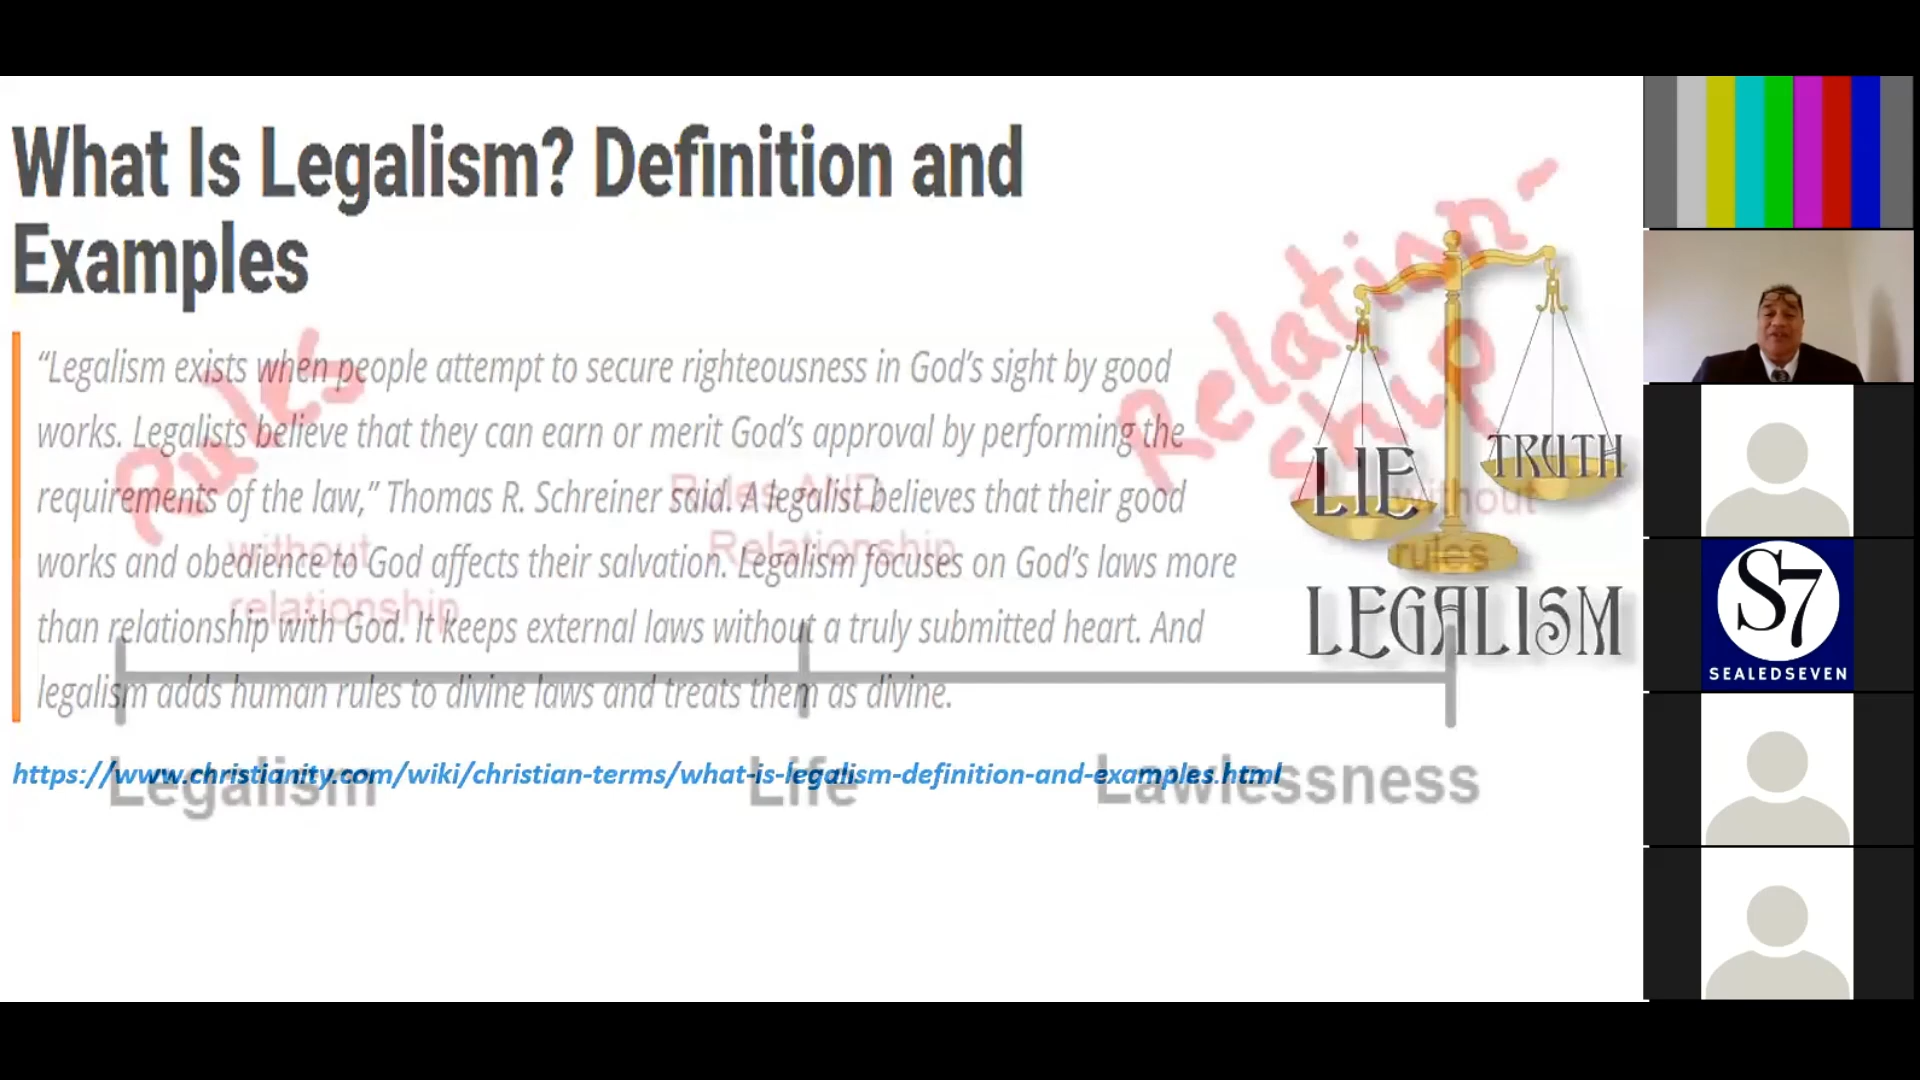 What Is Legalism? Definition and
Examples
“Legalism exists when people attempt to secure righteousness in God’s sight by good
works. Legalists believe that they can earn or merit God’s approval by performing the
requirements of the law,” Thomas R. Schreiner said. A legalist believes that their good
works and obedience to God affects their salvation. Legalism focuses on God’s laws more
than relationship with God. It keeps external laws without a truly submitted heart. And
legalism adds human rules to divine laws and treats them as divine.
https://www.christianity.com/wiki/christian-terms/what-is-legalism-definition-and-examples.html
Rules
without
relationship
Rules AND
Relationship
Relation-
ship
without
rules
Legalism
Life
Lawlessness
LIE
TRUTH
LEGALISM
S7
SEALEDSEVEN